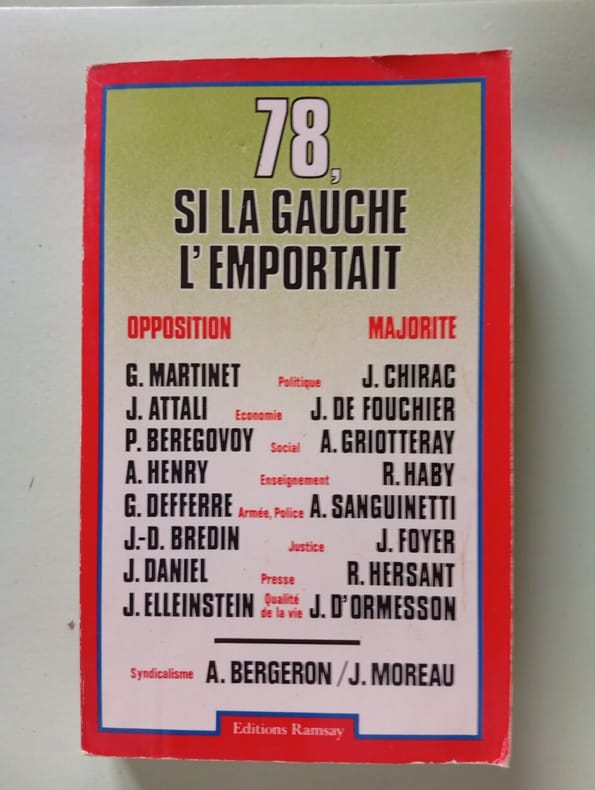 78,
SI LA GAUCHE
L'EMPORTAIT
OPPOSITION MAJORITE
G. MARTINET Politique J. CHIRAC
J. ATTALI Economie J. DE FOUCHIER
P. BEREGOVOY Social A. GRIOTTERAY
A. HENRY Enseignement R. HABY
G. DEFFERRE Armée, Police A. SANGUINETTI
J.-D. BREDIN Justice J. FOYER
J. DANIEL Presse R. HERSANT
J. ELLEINSTEIN Qualité de la vie J. D'ORMESSON
Syndicalisme A. BERGERON / J. MOREAU
Editions Ramsay